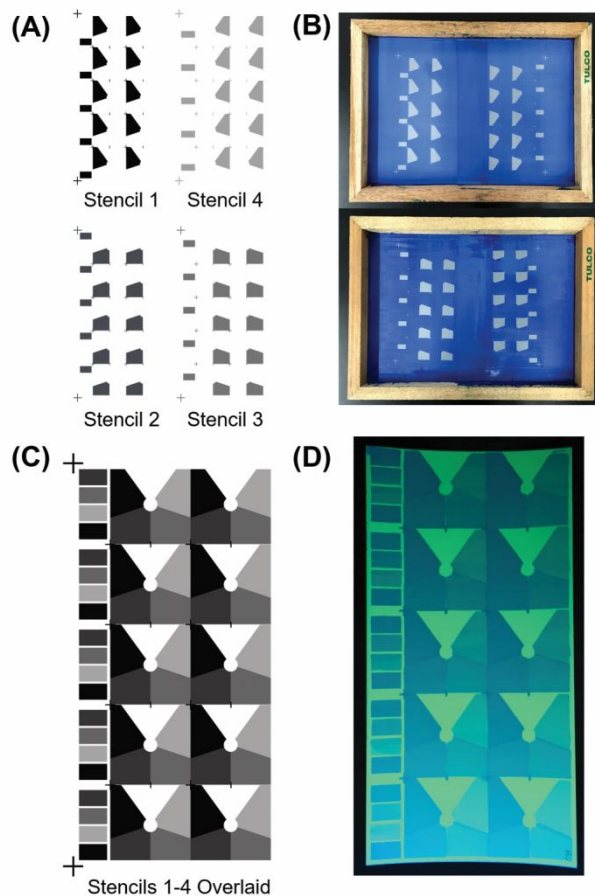 (A)
Stencil 1
Stencil 4
Stencil 2
Stencil 3
(B)
TULCO
TULCO
(C)
Stencils 1-4 Overlaid
(D)